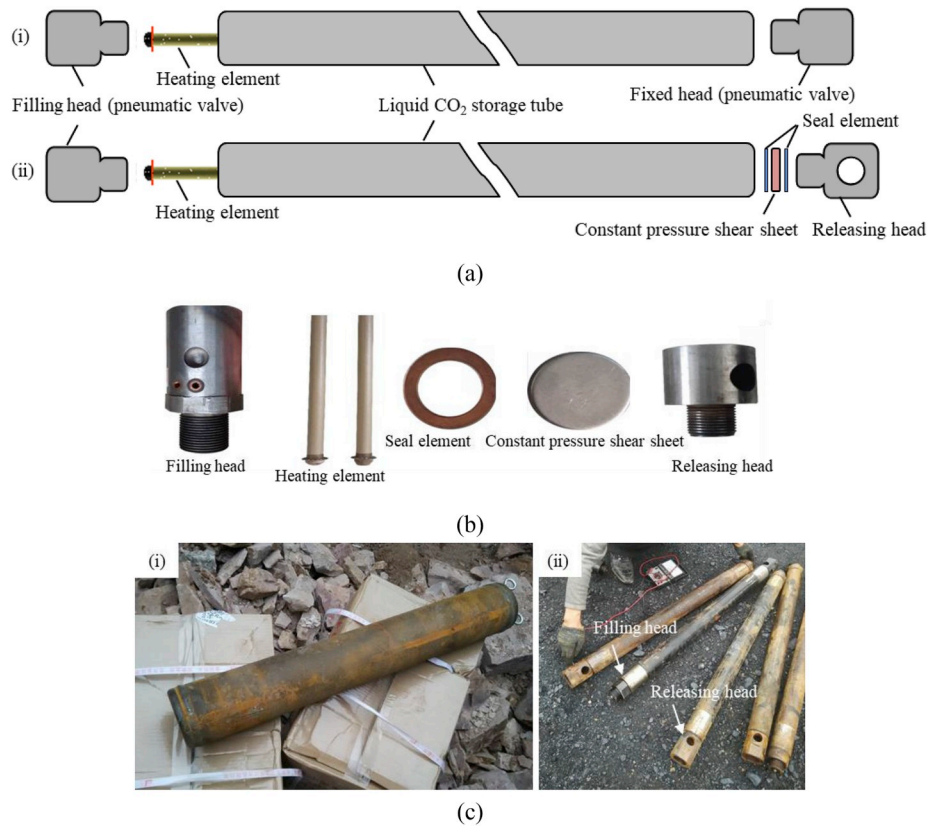 (i)
Heating element
Filling head (pneumatic valve)
Liquid CO₂ storage tube
Fixed head (pneumatic valve)
Seal element
(ii)
Heating element
Constant pressure shear sheet
Releasing head
(a)
Filling head
Heating element
Seal element
Constant pressure shear sheet
Releasing head
(b)
(i)
(ii)
Filling head
Releasing head
(c)